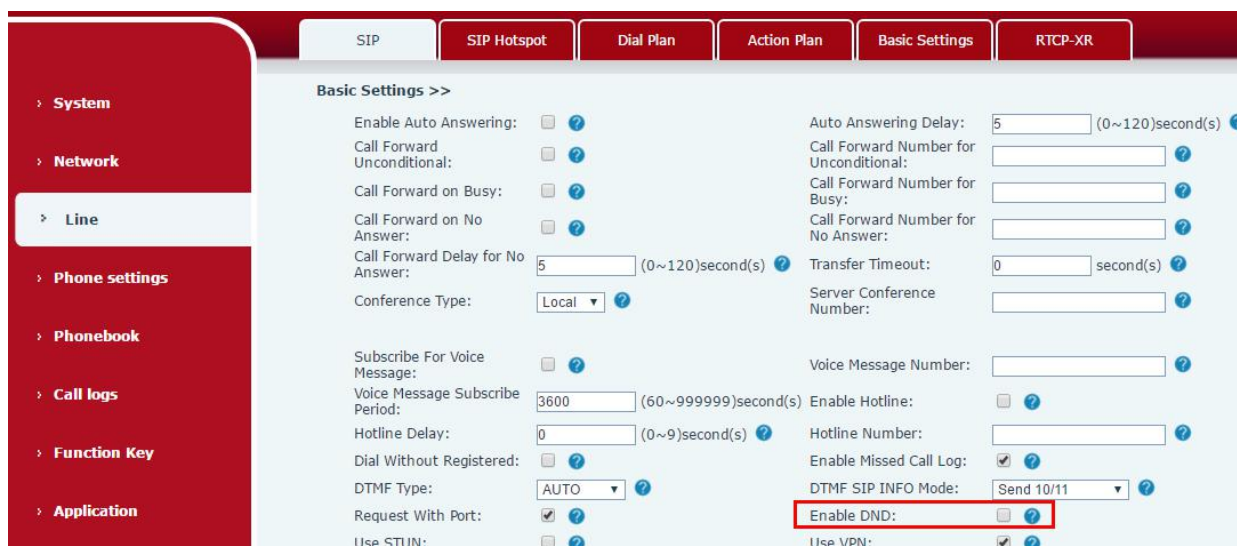 SIP SIP Hotspot Dial Plan Action Plan Basic Settings RTCP-XR
› System
› Network
› Line
› Phone settings
› Phonebook
› Call logs
› Function Key
› Application
Basic Settings >>
Enable Auto Answering: ? Auto Answering Delay: 5 (0~120)second(s) ?
Call Forward
Unconditional: ? Call Forward Number for
Unconditional: ?
Call Forward on Busy: ? Call Forward Number for
Busy: ?
Call Forward on No
Answer: ? Call Forward Number for
No Answer: ?
Call Forward Delay for No
Answer: 5 (0~120)second(s) ? Transfer Timeout: 0 second(s) ?
Conference Type: Local ? Server Conference
Number: ?
Subscribe For Voice
Message: ? Voice Message Number: ?
Voice Message Subscribe
Period: 3600 (60~999999)second(s) Enable Hotline: ?
Hotline Delay: 0 (0~9)second(s) ? Hotline Number: ?
Dial Without Registered: ? Enable Missed Call Log: ?
DTMF Type: AUTO ? DTMF SIP INFO Mode: Send 10/11 ?
Request With Port: ? Enable DND: ?
Use STUN: ? Use VPN: ?